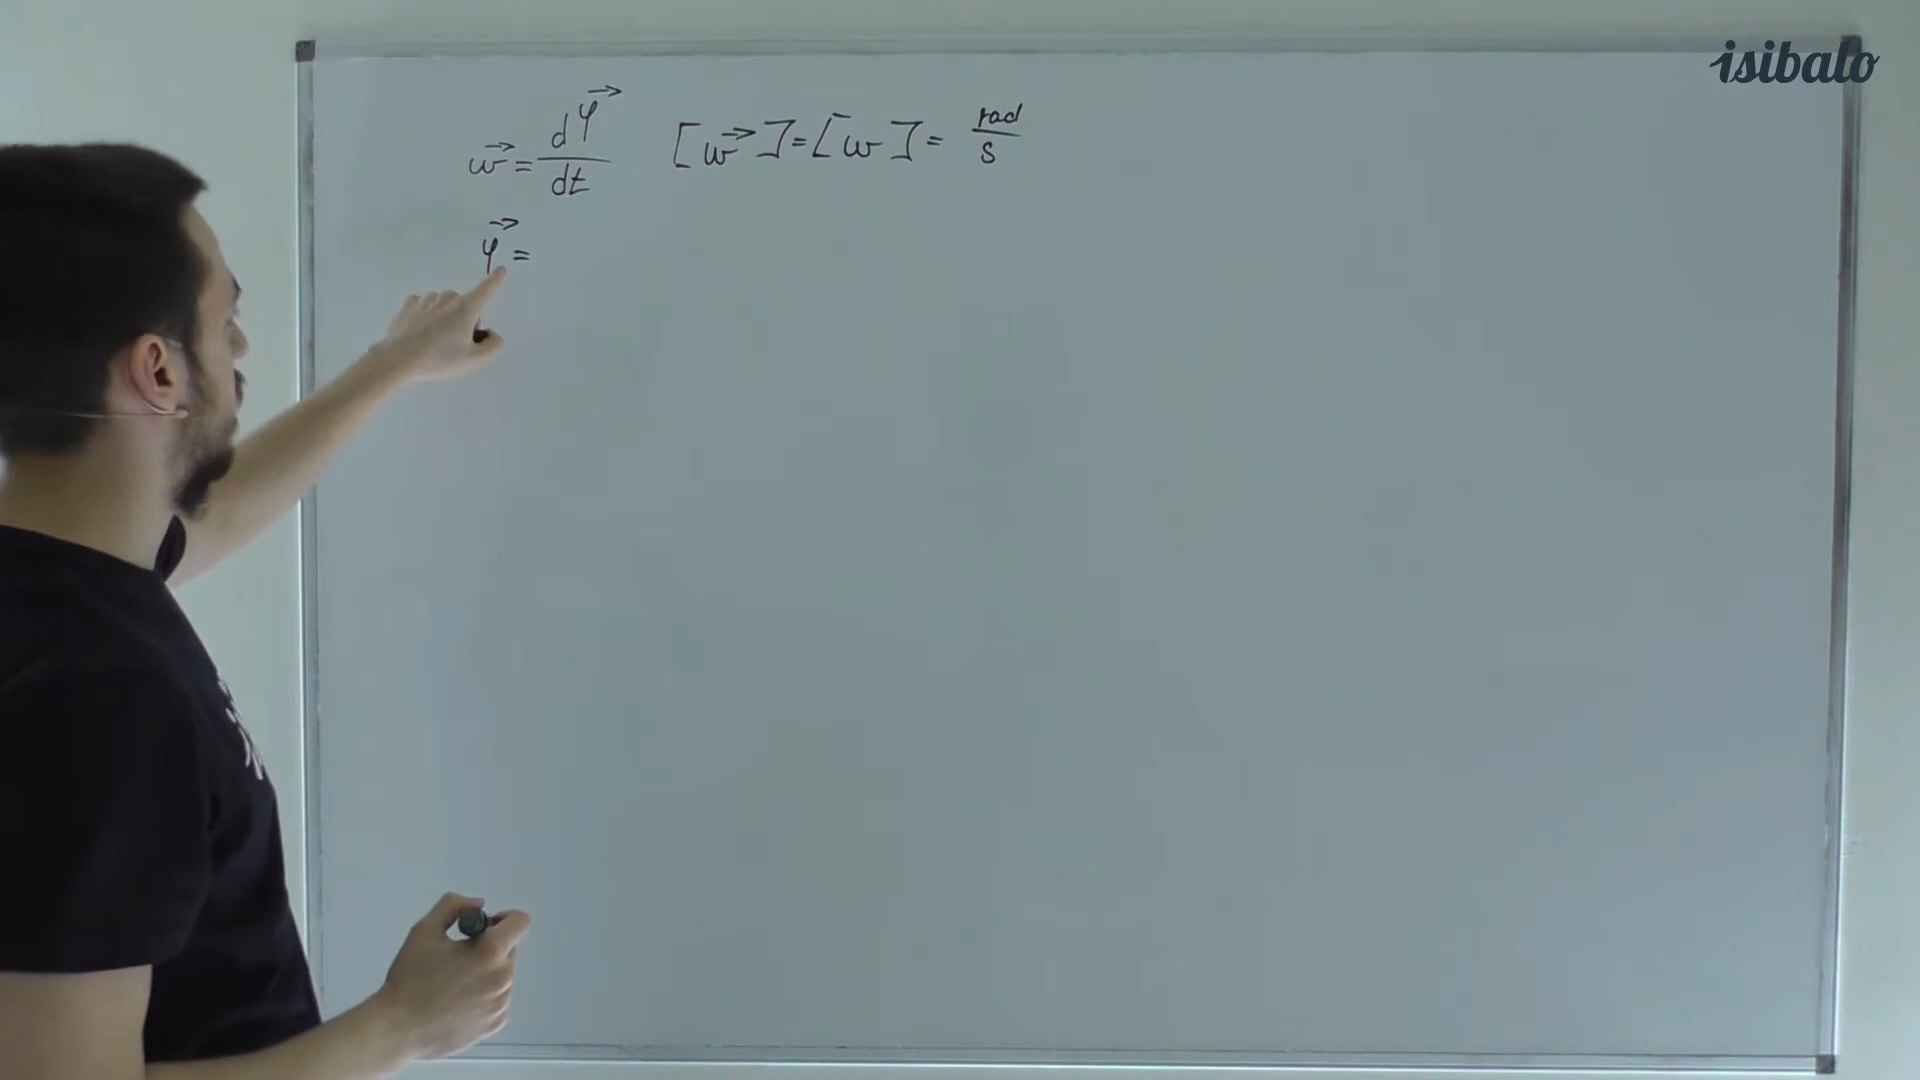 isibalo
ω⃗ = dφ⃗/dt [ω⃗] = [ω] = rad/s
φ⃗ =